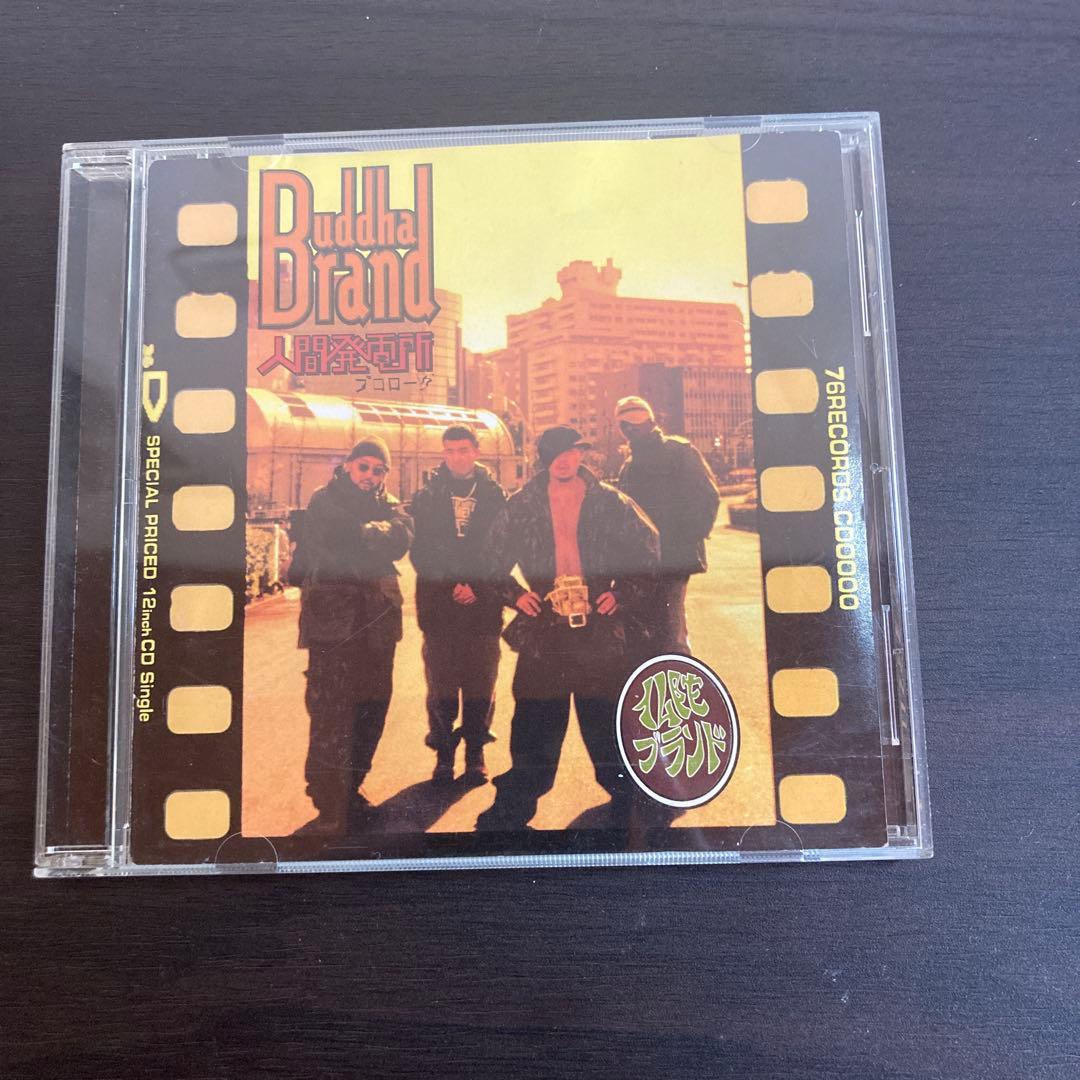 Buddha
Brand
人間発電所
プロローグ
SPECIAL PRICED 12inch CD Single
76RECORDS CD0000
仏陀
ブランド